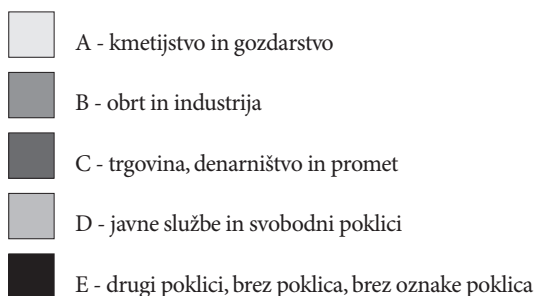 A - kmetijstvo in gozdarstvo
B - obrt in industrija
C - trgovina, denarništvo in promet
D - javne službe in svobodni poklici
E - drugi poklici, brez poklica, brez oznake poklica